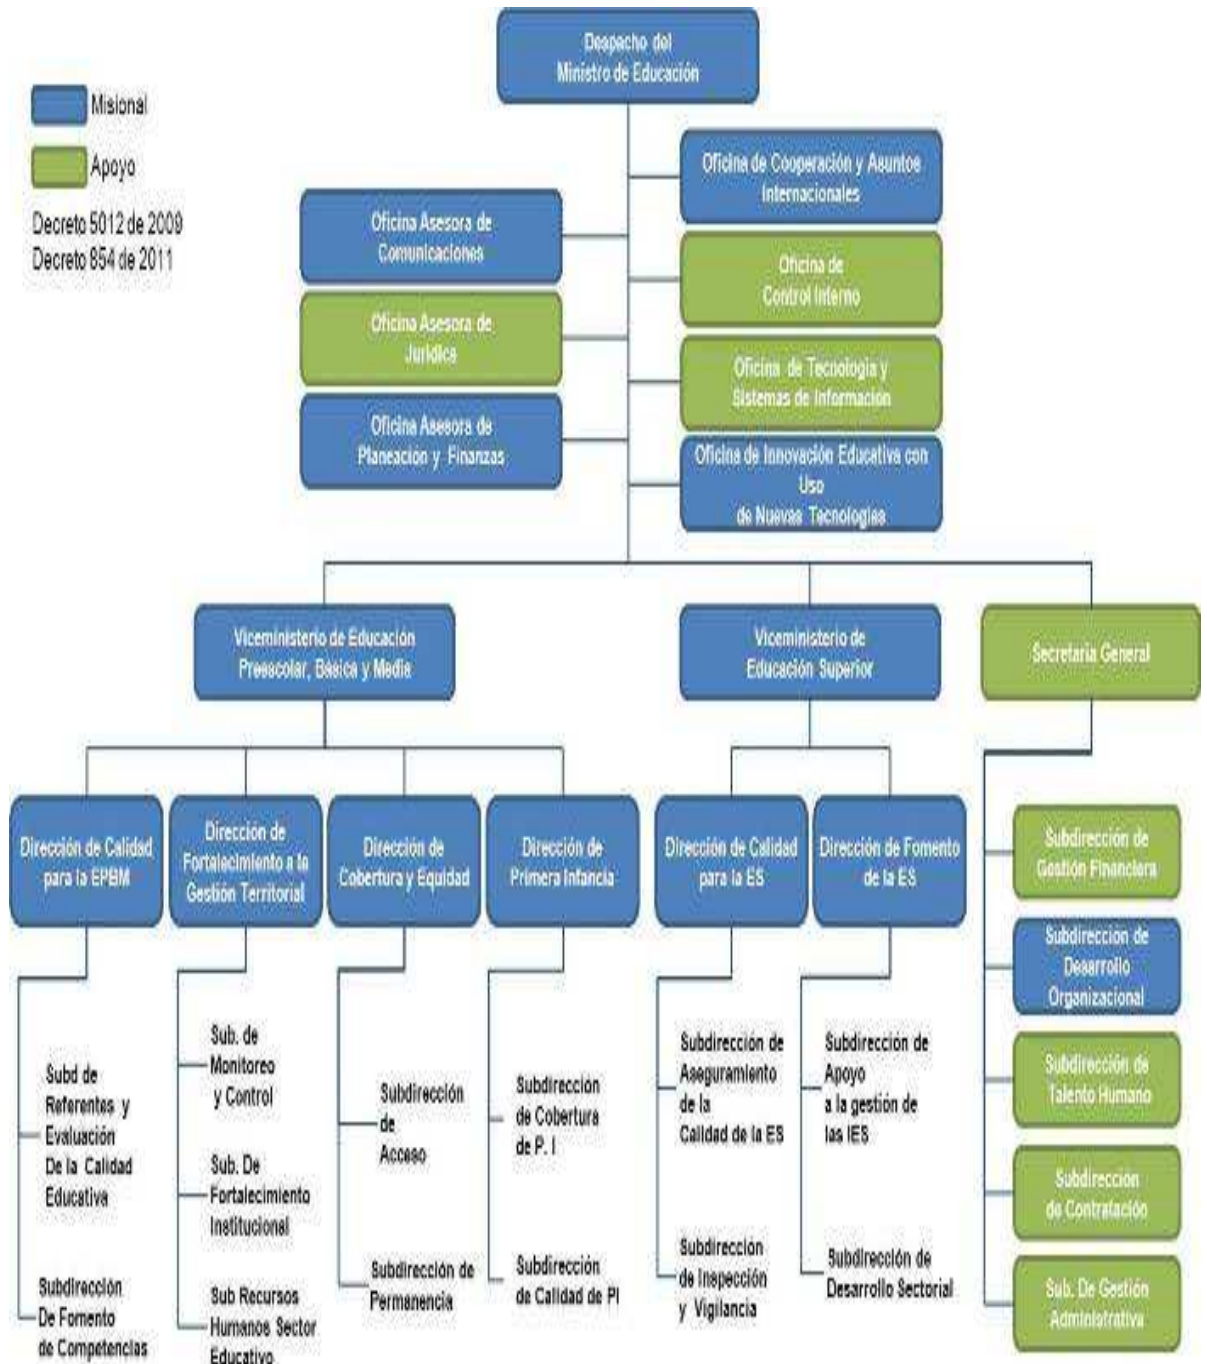 Despacho del
Ministro de Educación
Misional
Apoyo
Decreto 5012 de 2009
Decreto 854 de 2011
Oficina de Cooperación y Asuntos
Internacionales
Oficina Asesora de
Comunicaciones
Oficina de
Control Interno
Oficina Asesora de
Jurídica
Oficina de Tecnología y
Sistemas de Información
Oficina Asesora de
Planeación y Finanzas
Oficina de Innovación Educativa con
Uso
de Nuevas Tecnologías
Viceministerio de Educación
Preescolar, Básica y Media
Viceministerio de
Educación Superior
Secretaría General
Dirección de Calidad
para la EPBM
Dirección de
Fortalecimiento a la
Gestión Territorial
Dirección de
Cobertura y Equidad
Dirección de
Primera Infancia
Dirección de Calidad
para la ES
Dirección de Fomento
de la ES
Subd de
Referentes y
Evaluación
De la Calidad
Educativa
Subdirección
De Fomento
de Competencias
Sub. de
Monitoreo
y Control
Sub. De
Fortalecimiento
Institucional
Sub Recursos
Humanos Sector
Educativo
Subdirección
de
Acceso
Subdirección de
Permanencia
Subdirección
de Cobertura
de P. I
Subdirección
de Calidad de PI
Subdirección de
Aseguramiento
de la
Calidad de la ES
Subdirección
de Inspección
y Vigilancia
Subdirección de
Apoyo
a la gestión de
las IES
Subdirección de
Desarrollo Sectorial
Subdirección de
Gestión Financiera
Subdirección de
Desarrollo
Organizacional
Subdirección de
Talento Humano
Subdirección
de Contratación
Sub. De Gestión
Administrativa